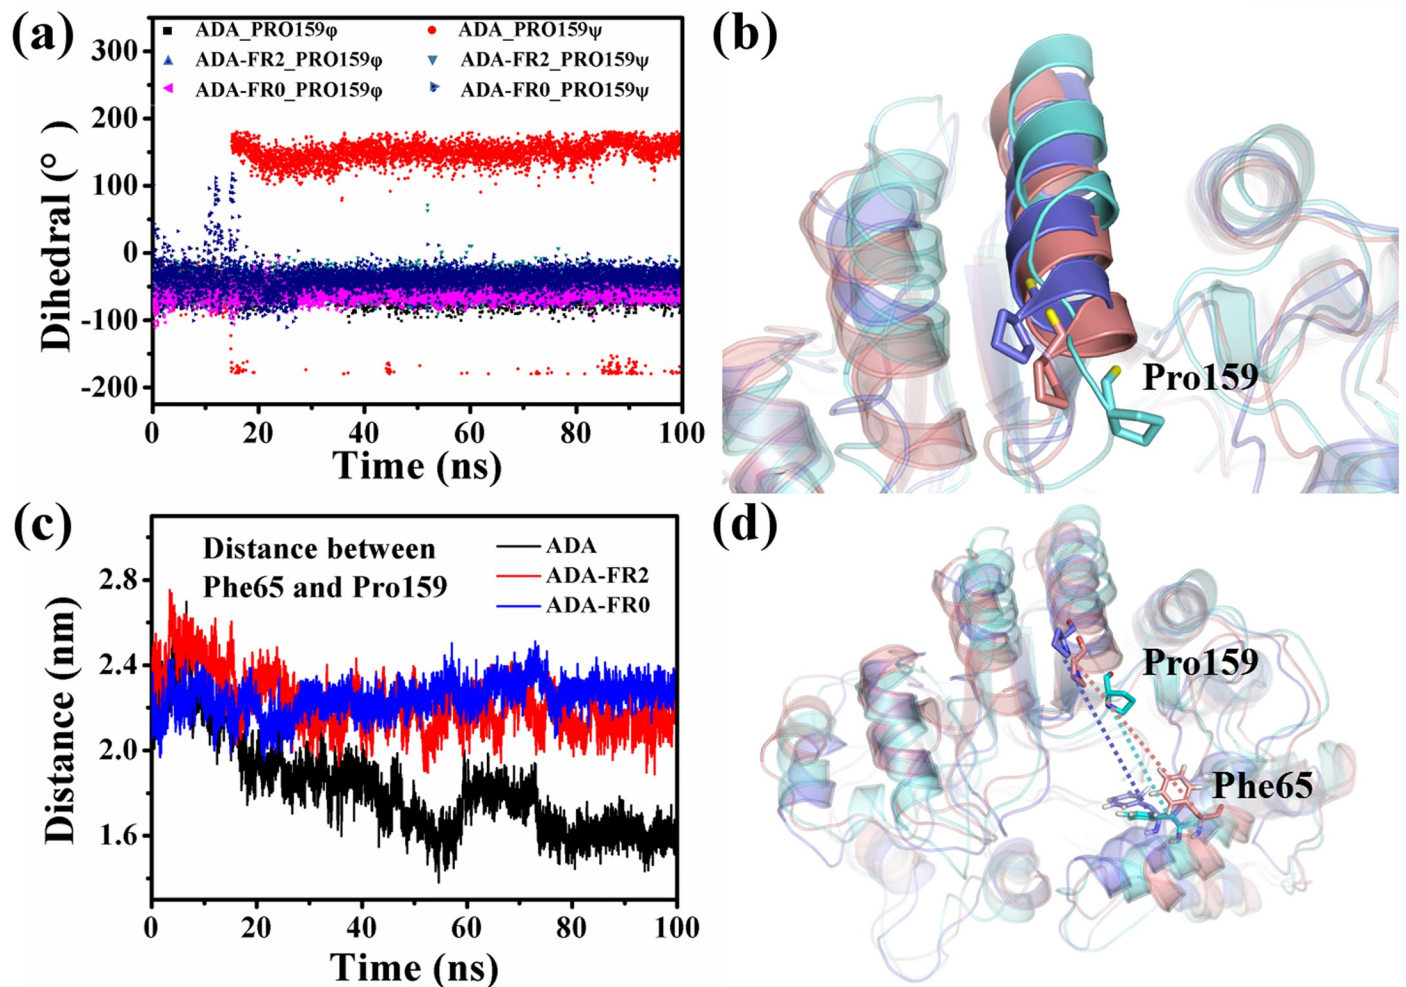 (a)
ADA_PRO159φ
ADA_PRO159ψ
ADA-FR2_PRO159φ
ADA-FR2_PRO159ψ
ADA-FR0_PRO159φ
ADA-FR0_PRO159ψ
300
200
100
0
-100
-200
Dihedral (°)
0 20 40 60 80 100
Time (ns)
(b)
Pro159
(c)
Distance between
Phe65 and Pro159
ADA
ADA-FR2
ADA-FR0
2.8
2.4
2.0
1.6
Distance (nm)
0 20 40 60 80 100
Time (ns)
(d)
Pro159
Phe65